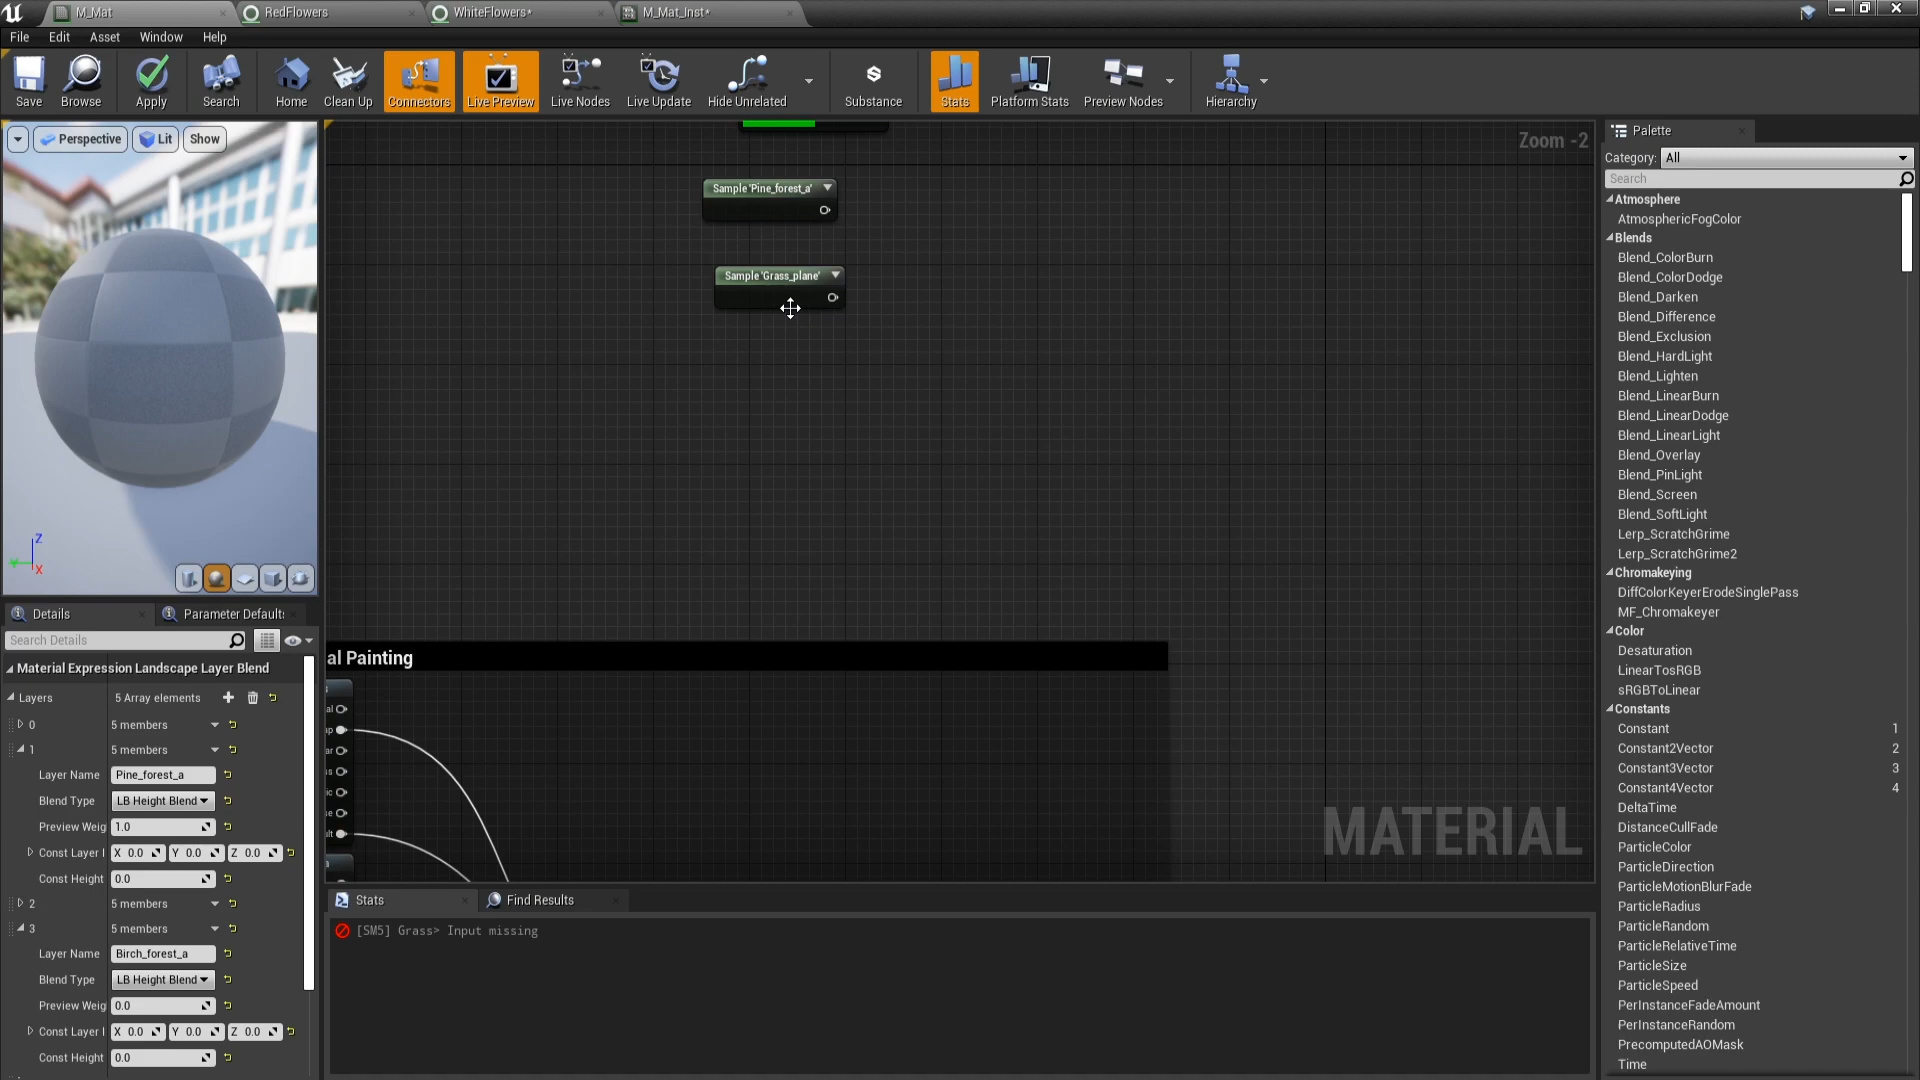 M_Mat
RedFlowers
WhiteFlowers*
M_Mat_Inst*
File
Edit
Asset
Window
Help
Save
Browse
Apply
Search
Home
Clean Up
Connectors
Live Preview
Live Nodes
Live Update
Hide Unrelated
Substance
Stats
Platform Stats
Preview Nodes
Hierarchy
Perspective
Lit
Show
Z
Y
X
Zoom -2
Sample 'Pine_forest_a'
Sample 'Grass_plane'
al Painting
MATERIAL
Details
Parameter Default
Search Details
Material Expression Landscape Layer Blend
Layers 5 Array elements
0 5 members
1 5 members
Layer Name Pine_forest_a
Blend Type LB Height Blend
Preview Weig 1.0
Const Layer I X 0.0 Y 0.0 Z 0.0
Const Height 0.0
2 5 members
3 5 members
Layer Name Birch_forest_a
Blend Type LB Height Blend
Preview Weig 0.0
Const Layer I X 0.0 Y 0.0 Z 0.0
Const Height 0.0
Stats
Find Results
[SM5] Grass> Input missing
Palette
Category: All
Search
Atmosphere
AtmosphericFogColor
Blends
Blend_ColorBurn
Blend_ColorDodge
Blend_Darken
Blend_Difference
Blend_Exclusion
Blend_HardLight
Blend_Lighten
Blend_LinearBurn
Blend_LinearDodge
Blend_LinearLight
Blend_Overlay
Blend_PinLight
Blend_Screen
Blend_SoftLight
Lerp_ScratchGrime
Lerp_ScratchGrime2
Chromakeying
DiffColorKeyerErodeSinglePass
MF_Chromakeyer
Color
Desaturation
LinearTosRGB
sRGBToLinear
Constants
Constant 1
Constant2Vector 2
Constant3Vector 3
Constant4Vector 4
DeltaTime
DistanceCullFade
ParticleColor
ParticleDirection
ParticleMotionBlurFade
ParticleRadius
ParticleRandom
ParticleRelativeTime
ParticleSize
ParticleSpeed
PerInstanceFadeAmount
PerInstanceRandom
PrecomputedAOMask
Time